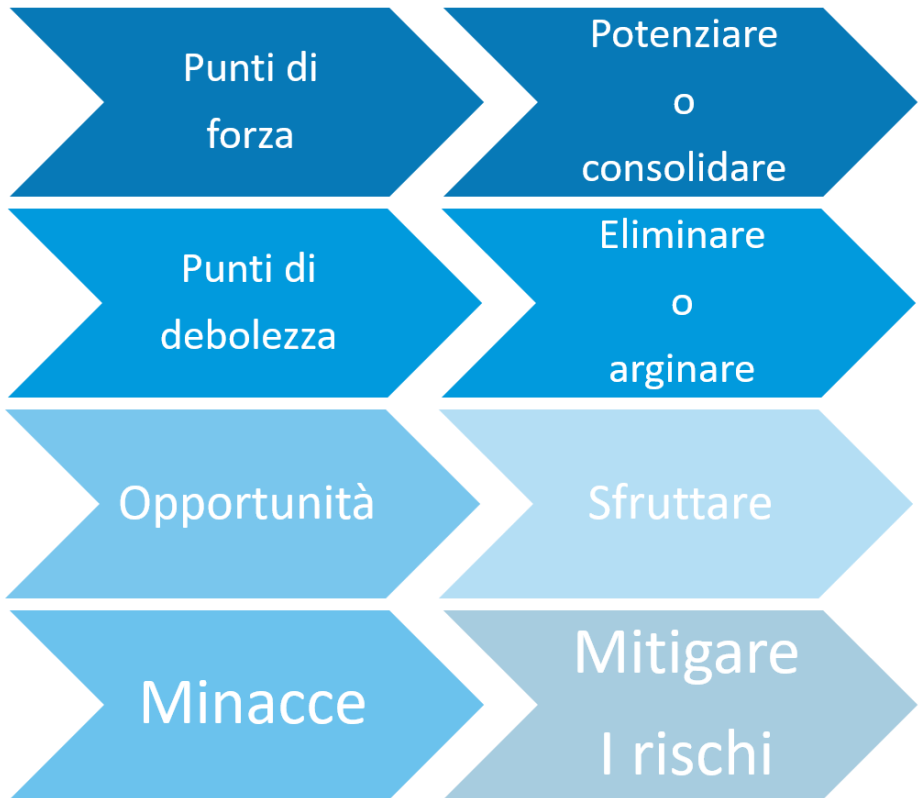 Punti di
forza
Potenziare
o
consolidare
Punti di
debolezza
Eliminare
o
arginare
Opportunità
Sfruttare
Minacce
Mitigare
I rischi